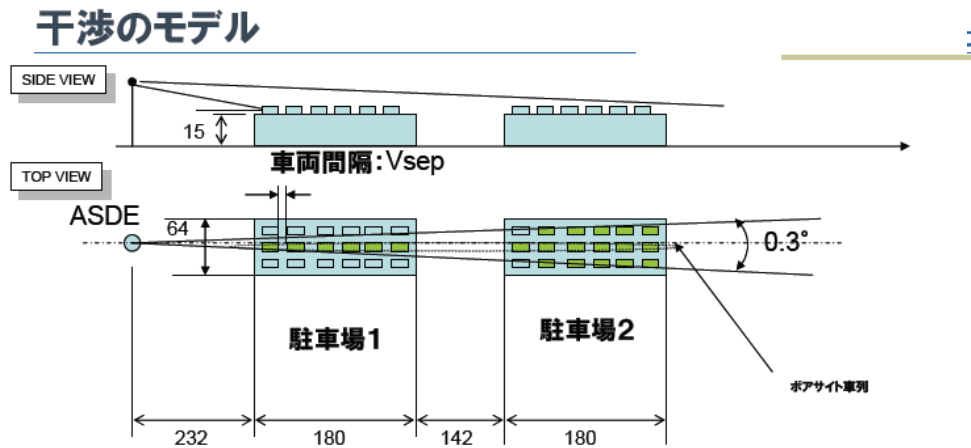 干渉のモデル
SIDE VIEW
15
車両間隔:Vsep
TOP VIEW
ASDE
64
0.3°
駐車場1
駐車場2
ボアサイト車列
232
180
142
180